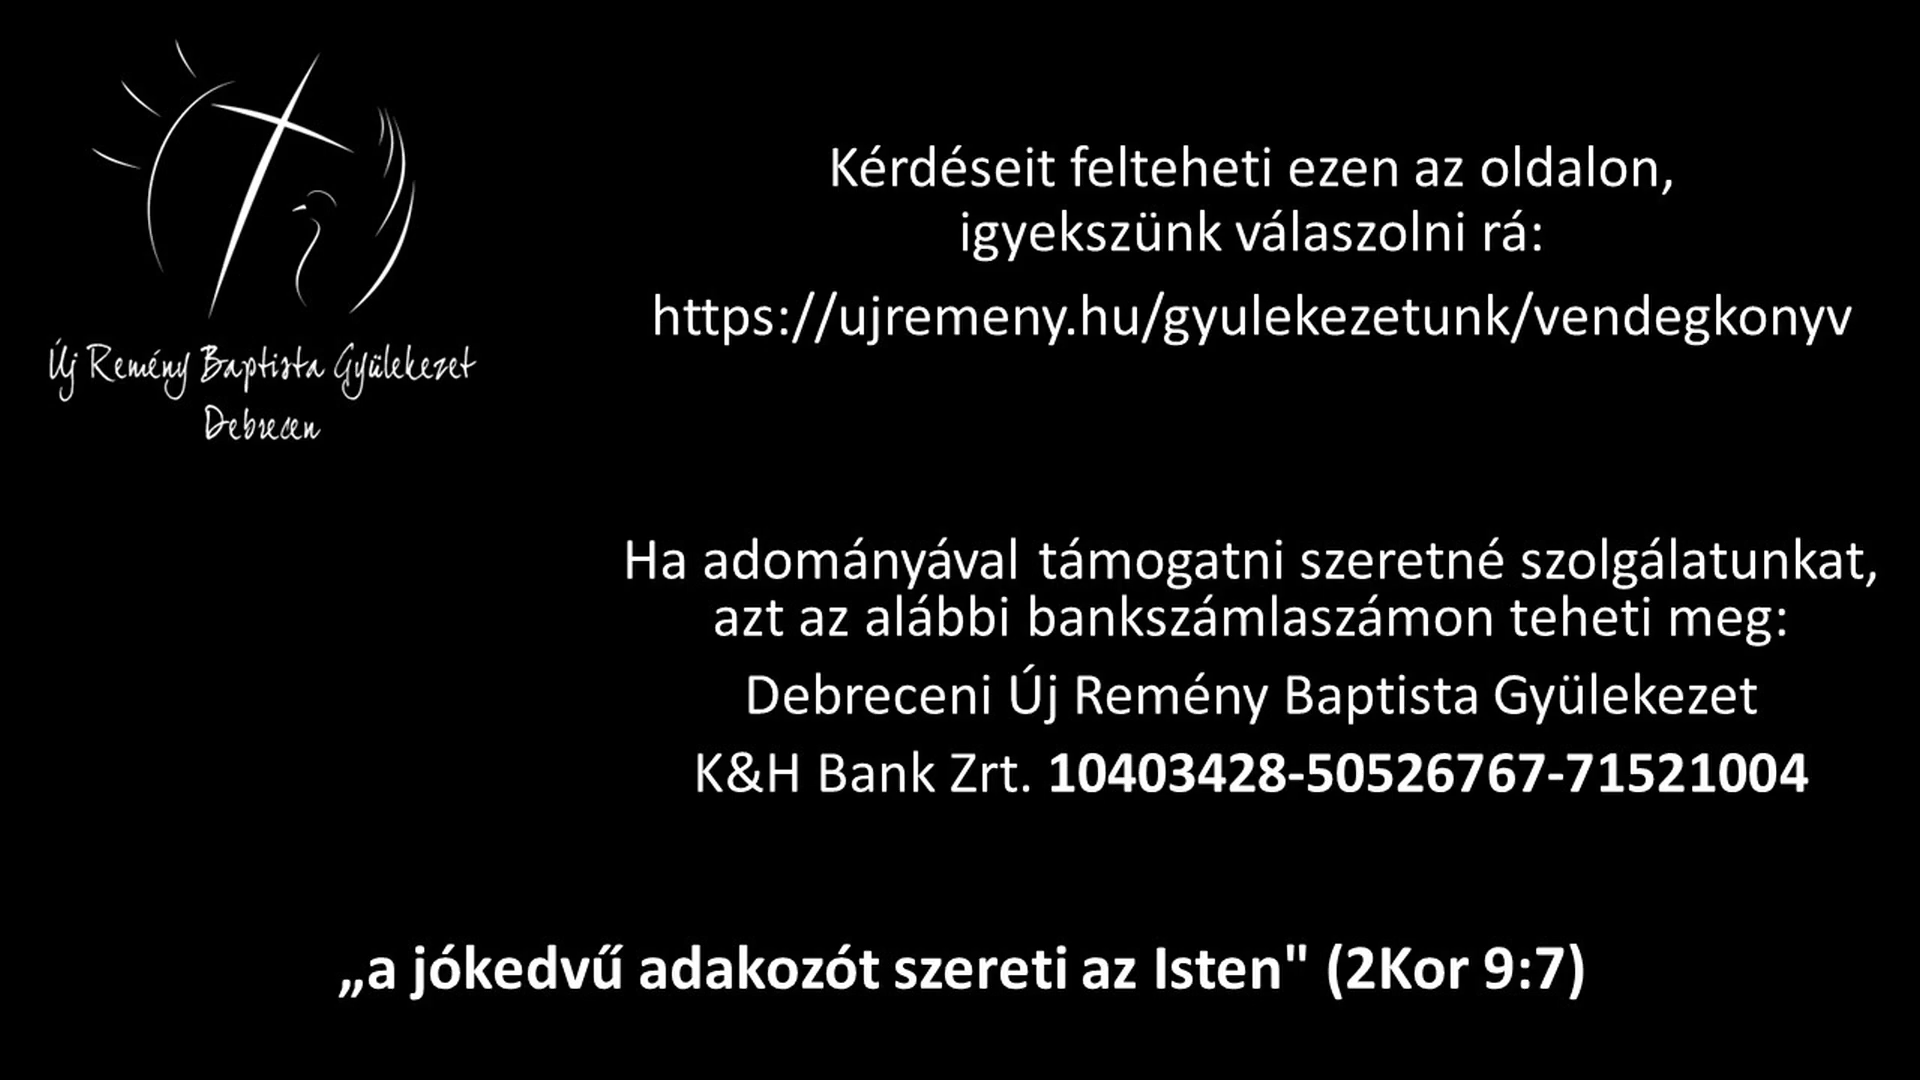 Új Remény Baptista Gyülekezet
Debrecen
Kérdéseit felteheti ezen az oldalon,
igyekszünk válaszolni rá:
https://ujremeny.hu/gyulekezetunk/vendegkonyv
Ha adományával támogatni szeretné szolgálatunkat,
azt az alábbi bankszámlaszámon teheti meg:
Debreceni Új Remény Baptista Gyülekezet
K&H Bank Zrt. 10403428-50526767-71521004
„a jókedvű adakozót szereti az Isten" (2Kor 9:7)